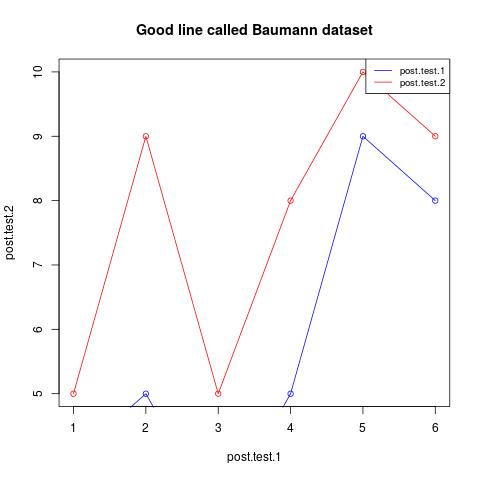 Good line called Baumann dataset
post.test.1
post.test.2
10
9
8
7
6
5
post.test.2
1 2 3 4 5 6
post.test.1